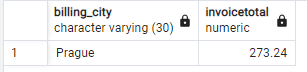 billing_city invoicetotal
character varying (30) numeric
1 Prague 273.24